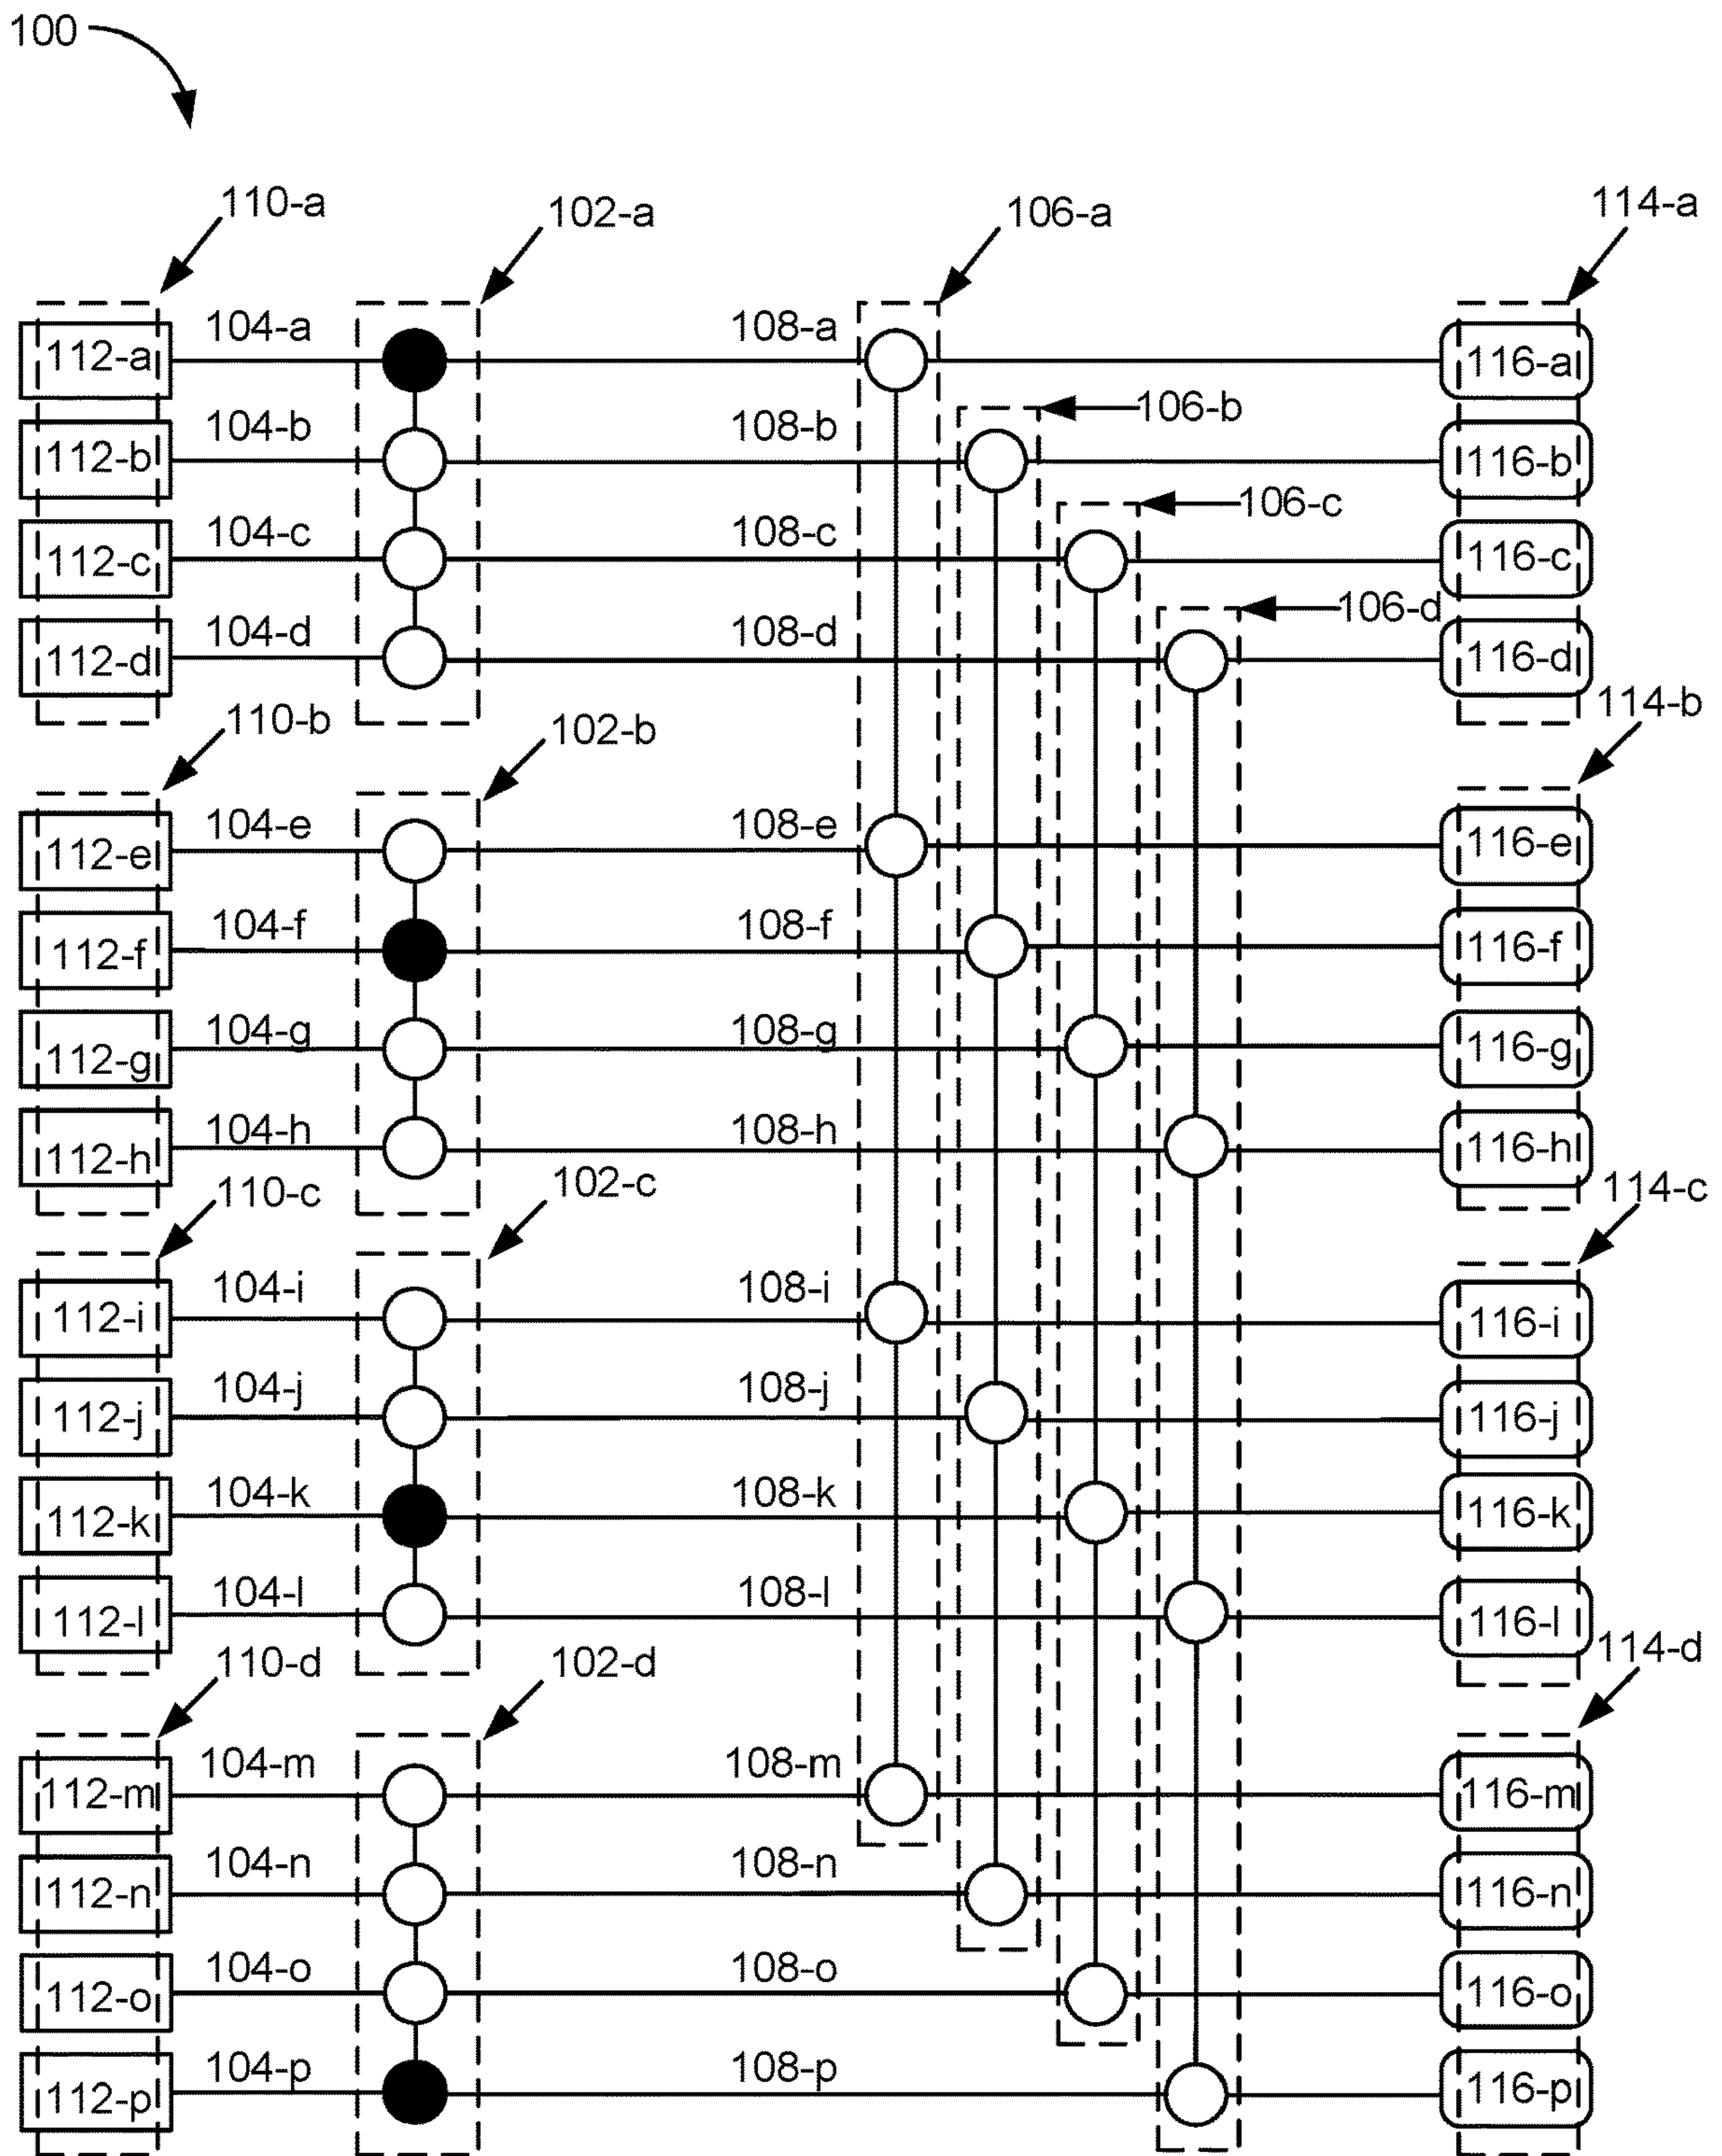 100
110-a 102-a 106-a 114-a
112-a 104-a 108-a 116-a
106-b
112-b 104-b 108-b 116-b
106-c
112-c 104-c 108-c 116-c
106-d
112-d 104-d 108-d 116-d
110-b 102-b 114-b
112-e 104-e 108-e 116-e
112-f 104-f 108-f 116-f
112-g 104-g 108-g 116-g
112-h 104-h 108-h 116-h
110-c 102-c 114-c
112-i 104-i 108-i 116-i
112-j 104-j 108-j 116-j
112-k 104-k 108-k 116-k
112-l 104-l 108-l 116-l
110-d 102-d 114-d
112-m 104-m 108-m 116-m
112-n 104-n 108-n 116-n
112-o 104-o 108-o 116-o
112-p 104-p 108-p 116-p